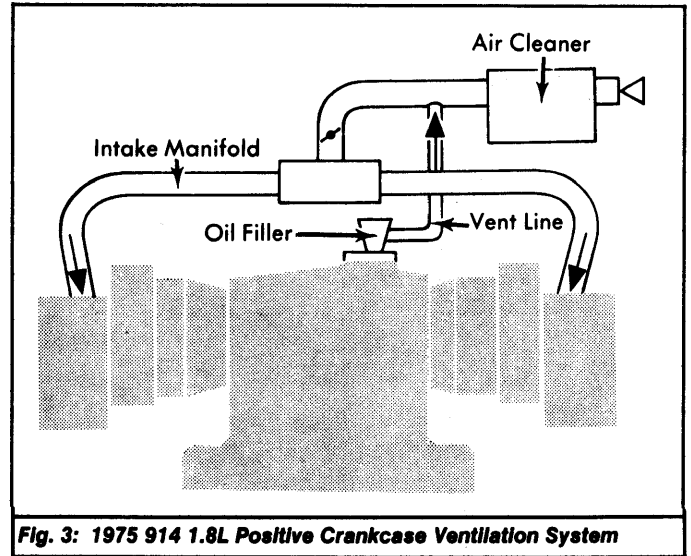 Air Cleaner
Intake Manifold
Oil Filler
Vent Line
Fig. 3: 1975 914 1.8L Positive Crankcase Ventilation System